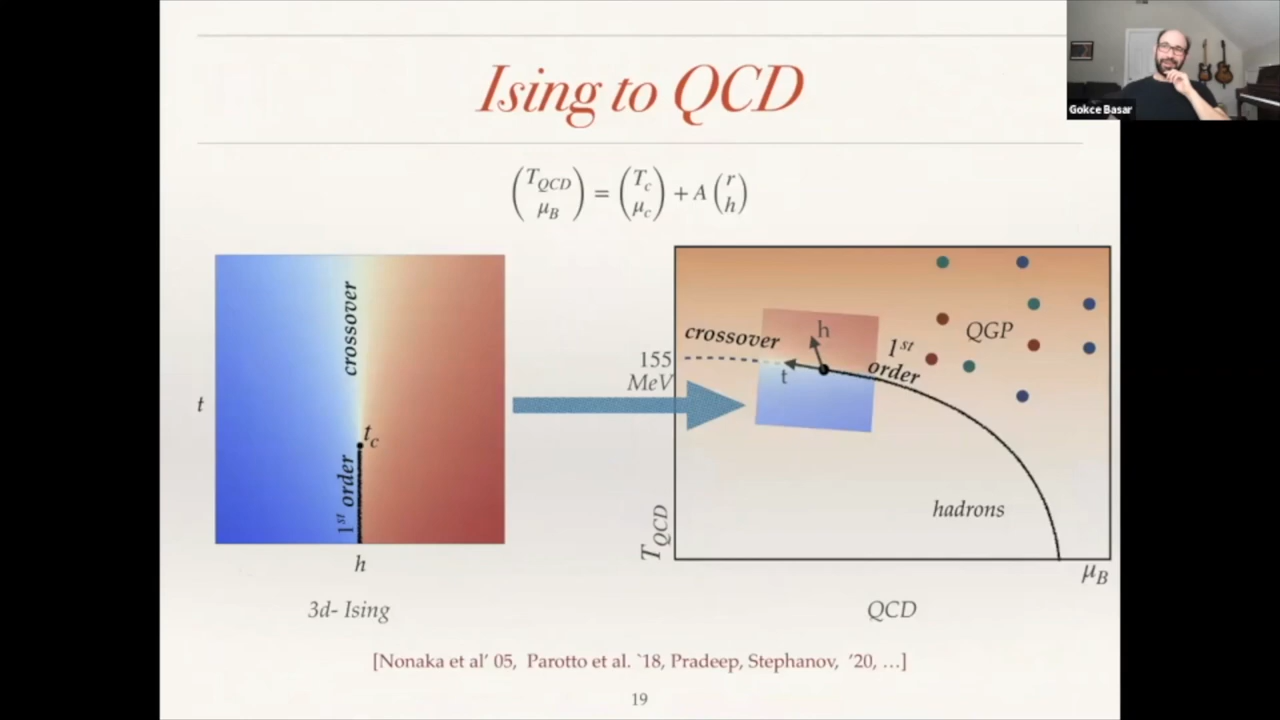 Gokce Basar
Ising to QCD
(T_QCD μ_B) = (T_c μ_c) + A (r h)
crossover
t
t_c
1st order
h
3d- Ising
155
MeV
crossover
h
t
1st
order
QGP
hadrons
T_QCD
μ_B
QCD
[Nonaka et al' 05, Parotto et al. `18, Pradeep, Stephanov, '20, …]
19